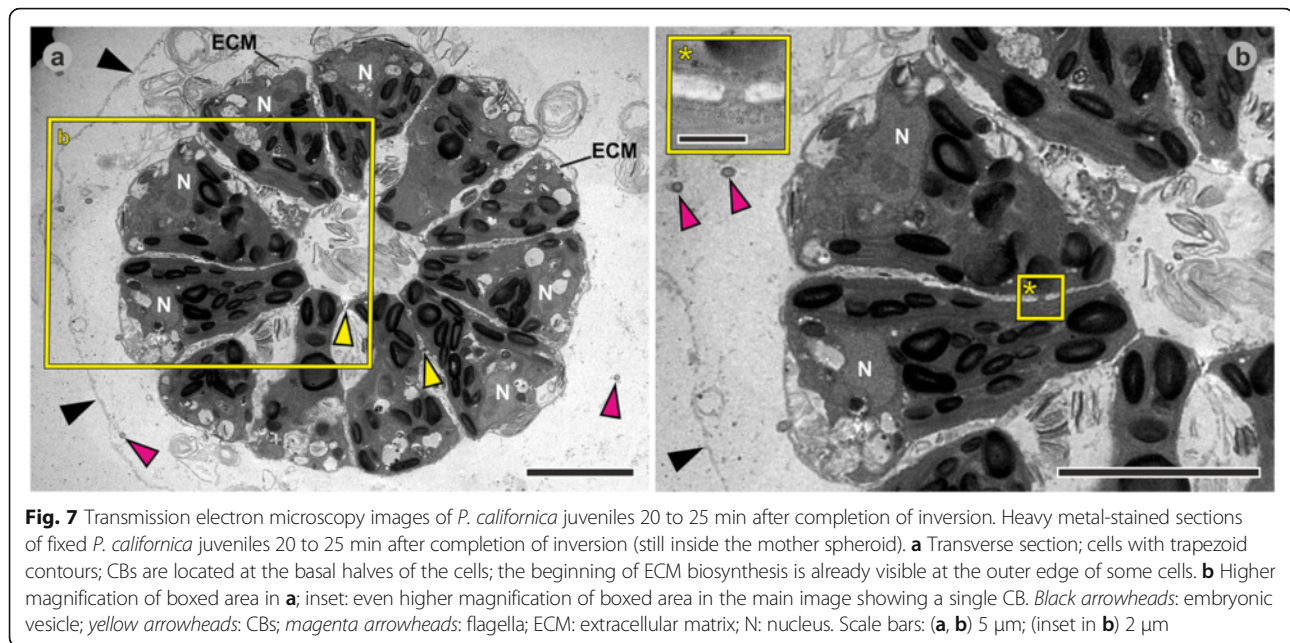 a
ECM
N
N
b
ECM
N
N
N
N
*
b
N
*
N
Fig. 7 Transmission electron microscopy images of P. californica juveniles 20 to 25 min after completion of inversion. Heavy metal-stained sections
of fixed P. californica juveniles 20 to 25 min after completion of inversion (still inside the mother spheroid). a Transverse section; cells with trapezoid
contours; CBs are located at the basal halves of the cells; the beginning of ECM biosynthesis is already visible at the outer edge of some cells. b Higher
magnification of boxed area in a; inset: even higher magnification of boxed area in the main image showing a single CB. Black arrowheads: embryonic
vesicle; yellow arrowheads: CBs; magenta arrowheads: flagella; ECM: extracellular matrix; N: nucleus. Scale bars: (a, b) 5 μm; (inset in b) 2 μm